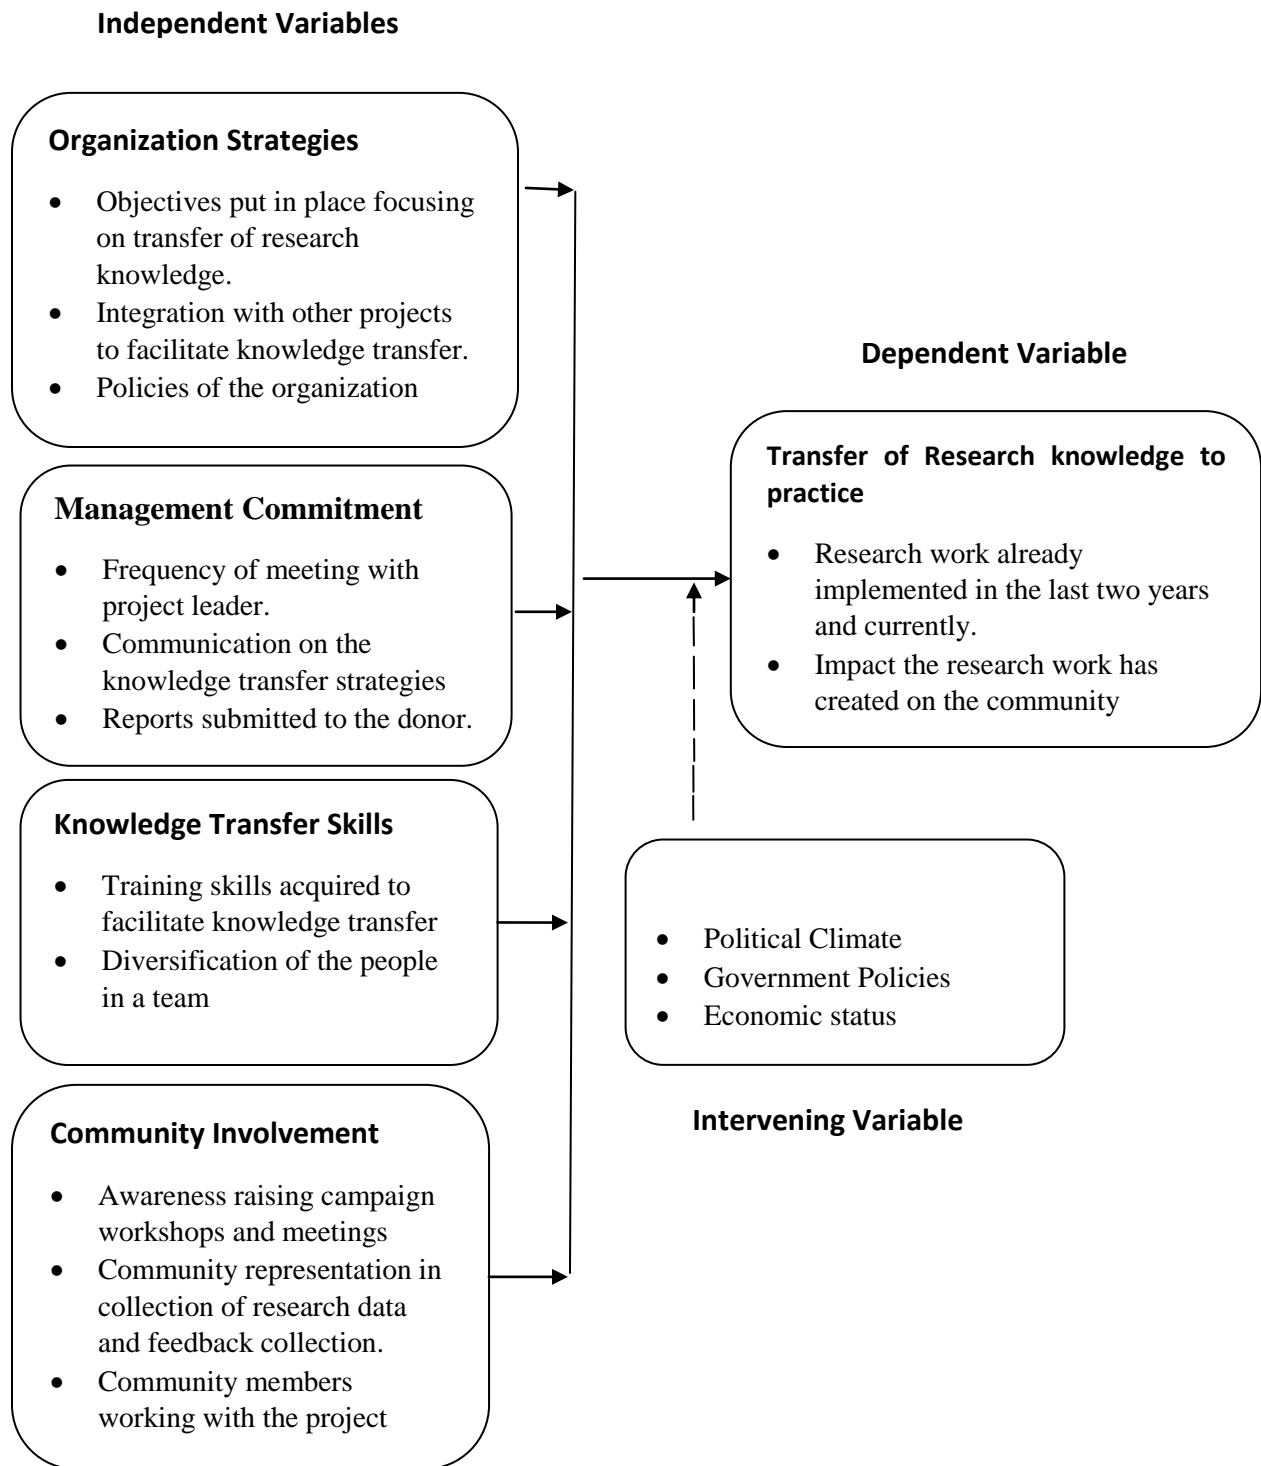 Independent Variables
Organization Strategies
• Objectives put in place focusing
on transfer of research
knowledge.
• Integration with other projects
to facilitate knowledge transfer.
• Policies of the organization
Management Commitment
• Frequency of meeting with
project leader.
• Communication on the
knowledge transfer strategies
• Reports submitted to the donor.
Knowledge Transfer Skills
• Training skills acquired to
facilitate knowledge transfer
• Diversification of the people
in a team
Community Involvement
• Awareness raising campaign
workshops and meetings
• Community representation in
collection of research data
and feedback collection.
• Community members
working with the project
Dependent Variable
Transfer of Research knowledge to
practice
• Research work already
implemented in the last two years
and currently.
• Impact the research work has
created on the community
• Political Climate
• Government Policies
• Economic status
Intervening Variable